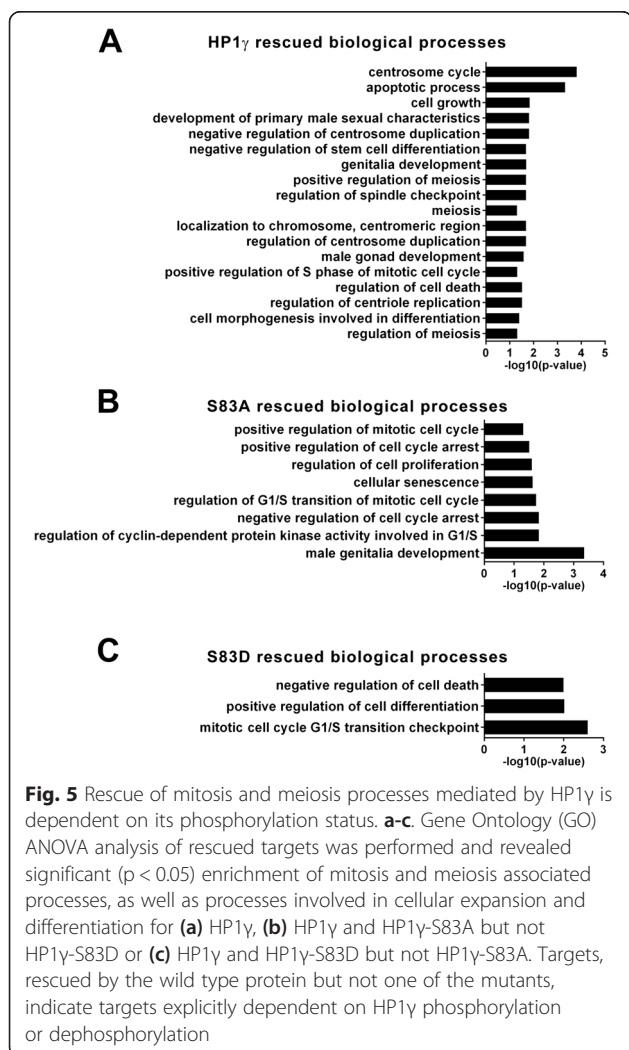 A
HP1γ rescued biological processes
centrosome cycle
apoptotic process
cell growth
development of primary male sexual characteristics
negative regulation of centrosome duplication
negative regulation of stem cell differentiation
genitalia development
positive regulation of meiosis
regulation of spindle checkpoint
meiosis
localization to chromosome, centromeric region
regulation of centrosome duplication
male gonad development
positive regulation of S phase of mitotic cell cycle
regulation of cell death
regulation of centriole replication
cell morphogenesis involved in differentiation
regulation of meiosis
0 1 2 3 4 5
-log10(p-value)
B
S83A rescued biological processes
positive regulation of mitotic cell cycle
positive regulation of cell cycle arrest
regulation of cell proliferation
cellular senescence
regulation of G1/S transition of mitotic cell cycle
negative regulation of cell cycle arrest
regulation of cyclin-dependent protein kinase activity involved in G1/S
male genitalia development
0 1 2 3 4
-log10(p-value)
C
S83D rescued biological processes
negative regulation of cell death
positive regulation of cell differentiation
mitotic cell cycle G1/S transition checkpoint
0 1 2 3
-log10(p-value)
Fig. 5 Rescue of mitosis and meiosis processes mediated by HP1γ is
dependent on its phosphorylation status. a-c. Gene Ontology (GO)
ANOVA analysis of rescued targets was performed and revealed
significant (p < 0.05) enrichment of mitosis and meiosis associated
processes, as well as processes involved in cellular expansion and
differentiation for (a) HP1γ, (b) HP1γ and HP1γ-S83A but not
HP1γ-S83D or (c) HP1γ and HP1γ-S83D but not HP1γ-S83A. Targets,
rescued by the wild type protein but not one of the mutants,
indicate targets explicitly dependent on HP1γ phosphorylation
or dephosphorylation